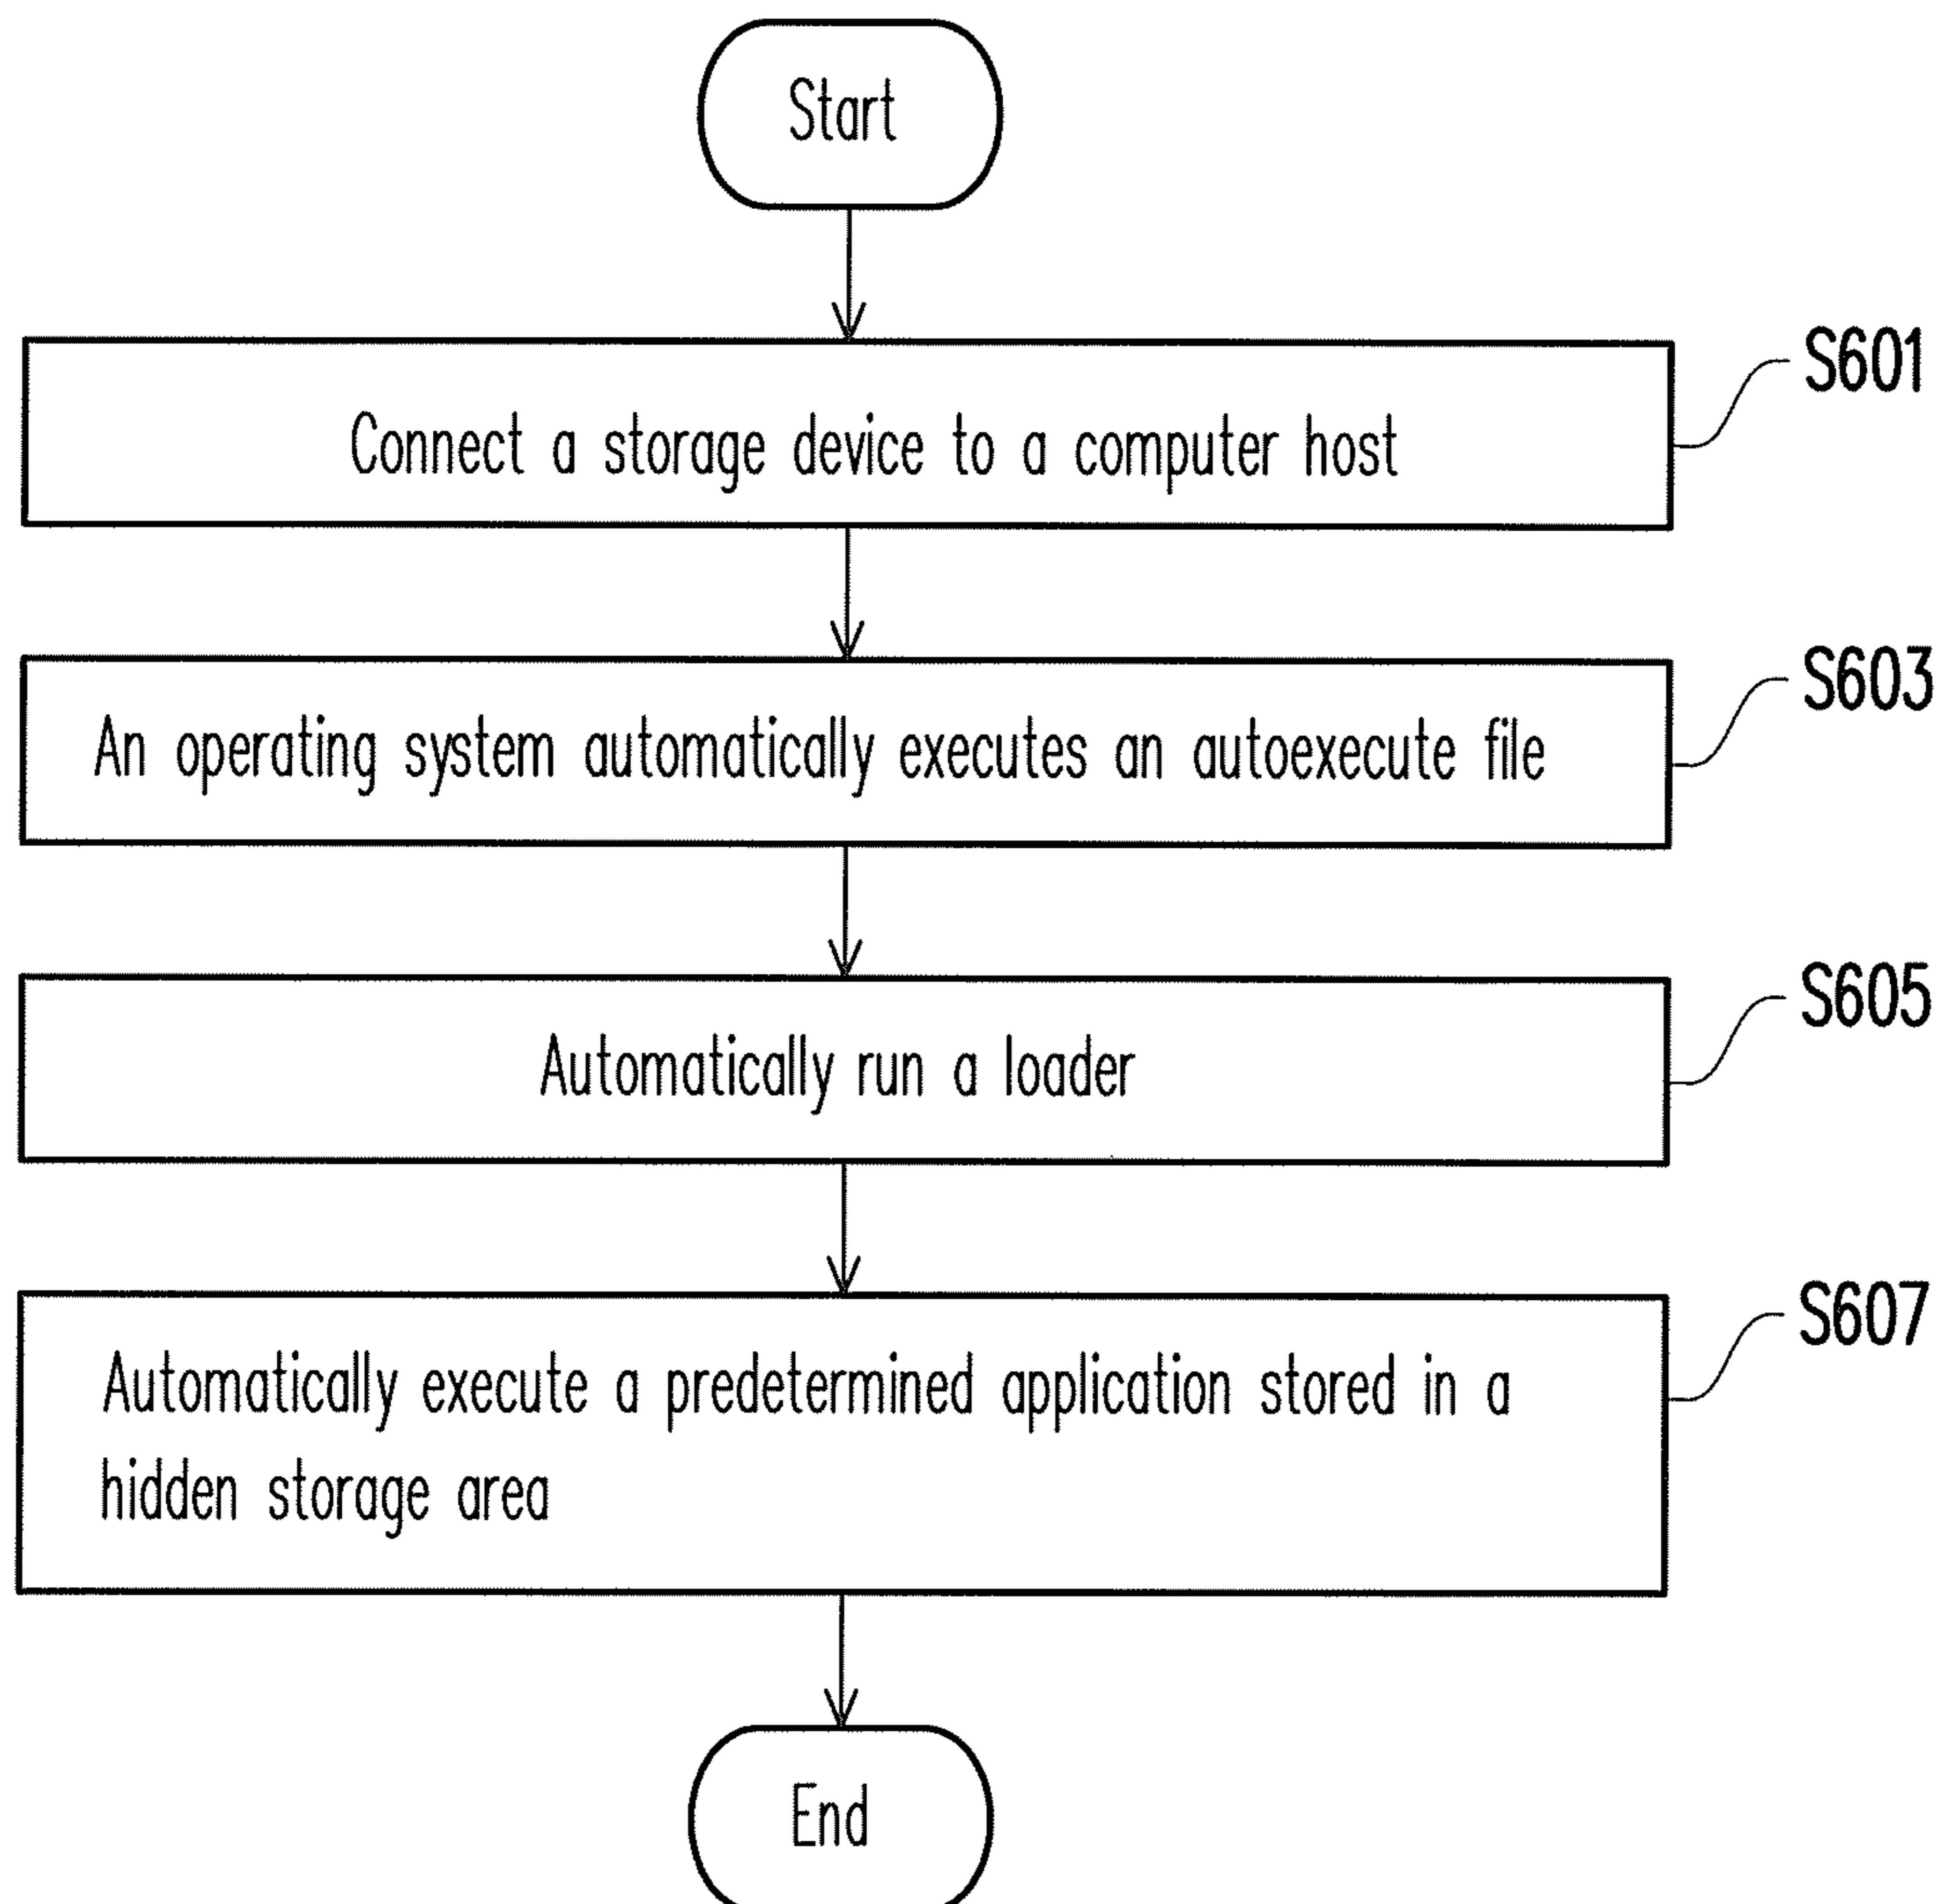 Start
S601
Connect a storage device to a computer host
S603
An operating system automatically executes an autoexecute file
S605
Automatically run a loader
S607
Automatically execute a predetermined application stored in a
hidden storage area
End